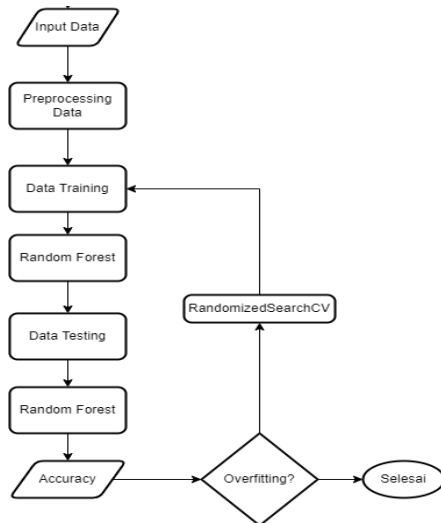 Input Data
Preprocessing
Data
Data Training
Random Forest
RandomizedSearchCV
Data Testing
Random Forest
Accuracy
Overfitting?
Selesai